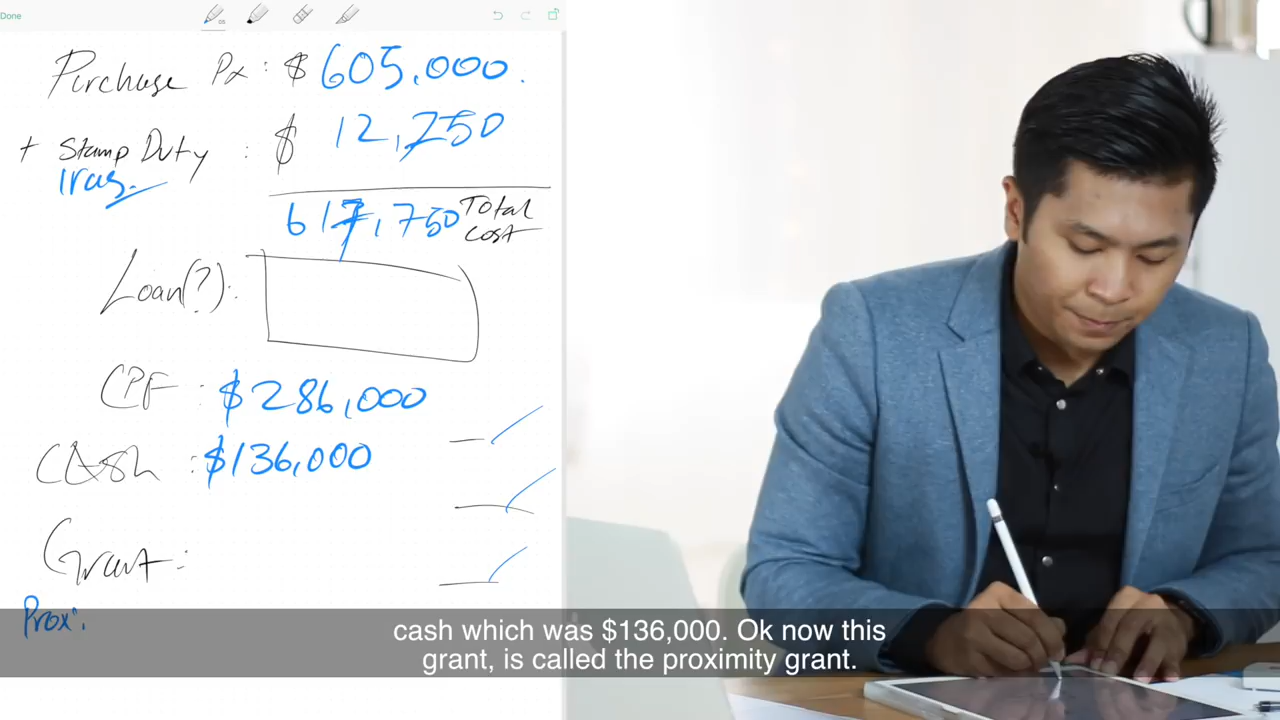 Done
Purchase Px : $ 605,000.
+ Stamp Duty : $ 12,750
Iras.
617,750 Total Cost
Loan(?):
CPF : $286,000
CASH : $136,000
Grant:
Prox:
cash which was $136,000. Ok now this
grant, is called the proximity grant.